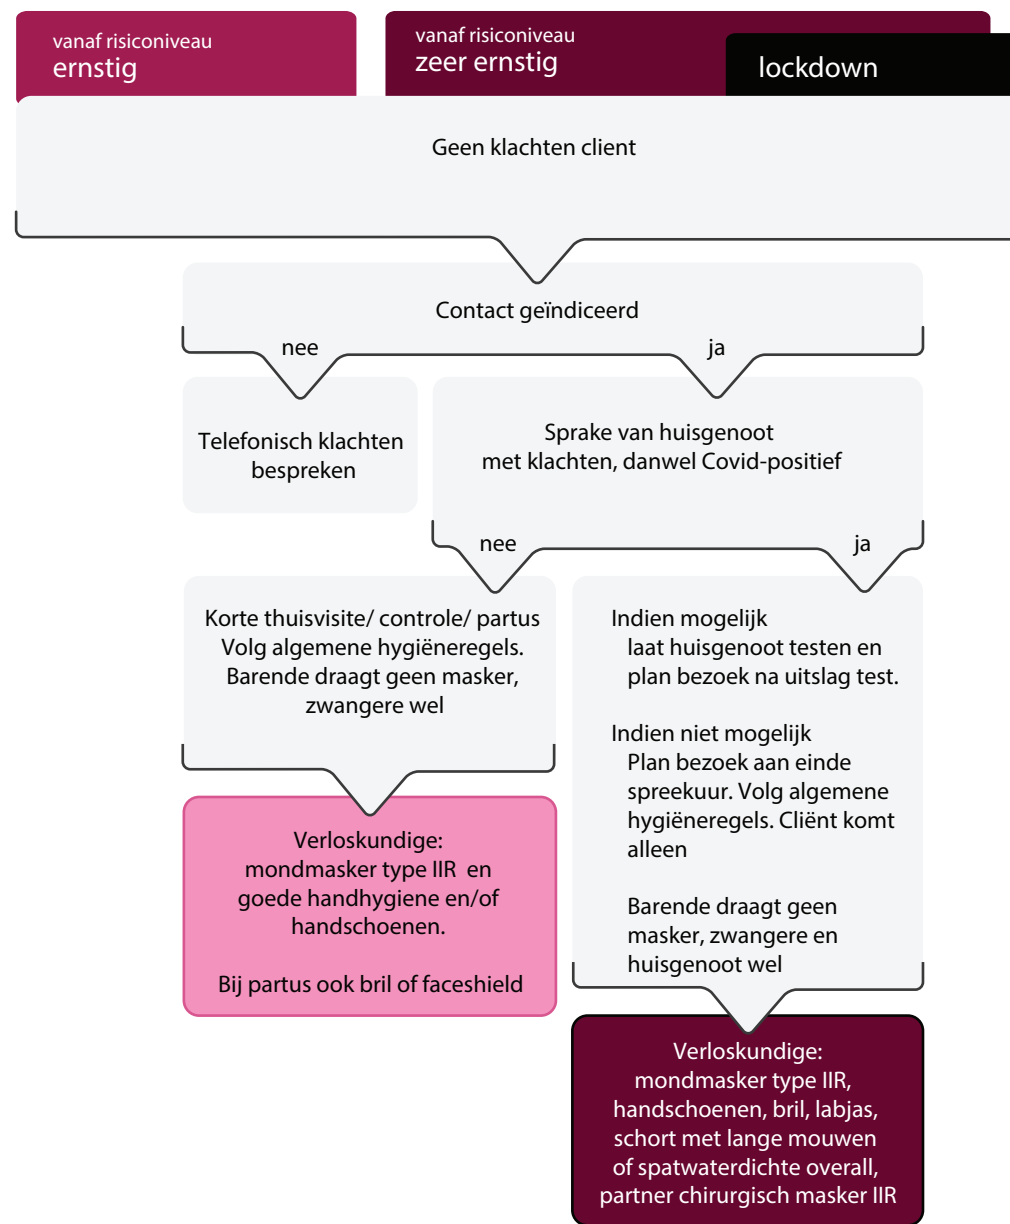 vanaf risiconiveau
ernstig
vanaf risiconiveau
zeer ernstig
lockdown
Geen klachten client
Contact geïndiceerd
nee
ja
Telefonisch klachten
bespreken
Sprake van huisgenoot
met klachten, danwel Covid-positief
nee
ja
Korte thuisvisite/ controle/ partus
Volg algemene hygiëneregels.
Barende draagt geen masker,
zwangere wel
Indien mogelijk
laat huisgenoot testen en
plan bezoek na uitslag test.
Indien niet mogelijk
Plan bezoek aan einde
spreekuur. Volg algemene
hygiëneregels. Cliënt komt
alleen
Barende draagt geen
masker, zwangere en
huisgenoot wel
Verloskundige:
mondmasker type IIR en
goede handhygiene en/of
handschoenen.
Bij partus ook bril of faceshield
Verloskundige:
mondmasker type IIR,
handschoenen, bril, labjas,
schort met lange mouwen
of spatwaterdichte overall,
partner chirurgisch masker IIR